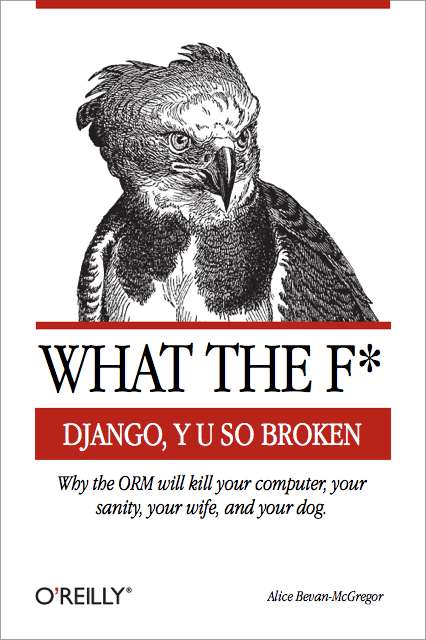 WHAT THE F*
DJANGO, Y U SO BROKEN
Why the ORM will kill your computer, your
sanity, your wife, and your dog.
O'REILLY®
Alice Bevan-McGregor